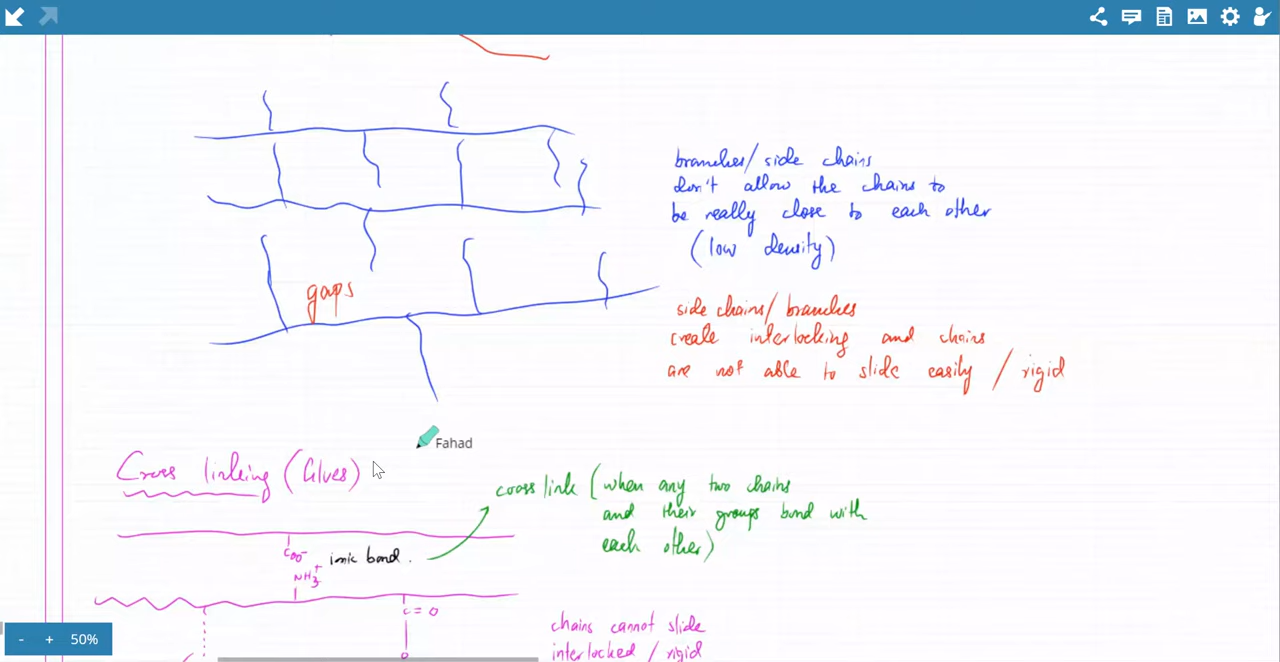 branches/ side chains
don't allow the chains to
be really close to each other
(low density)
gaps
side chains/ branches
create interlocking and chains
are not able to slide easily / rigid
Fahad
Cross linking (Glues)
cross link (when any two chains
and their groups bond with
each other)
COO-
ionic bond.
NH3+
C = O
O
chains cannot slide
interlocked / rigid
- + 50%